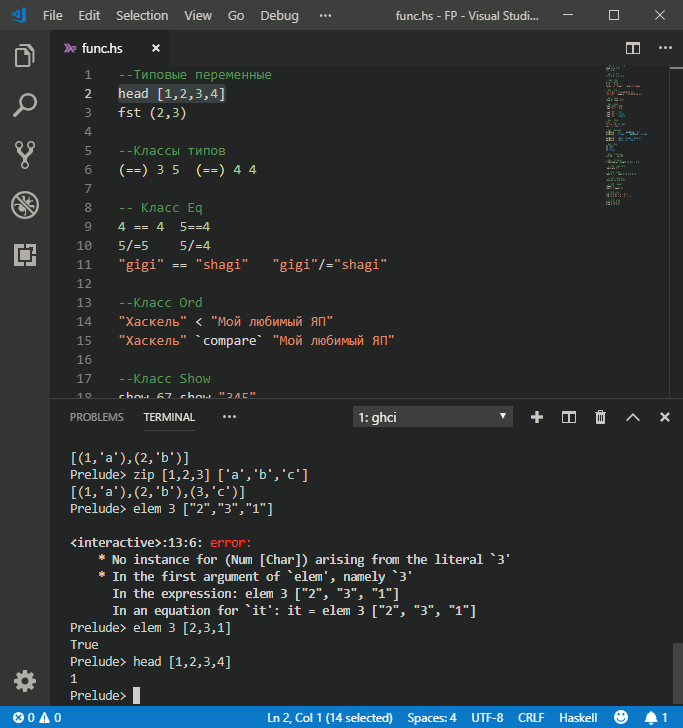 File Edit Selection View Go Debug ··· func.hs - FP - Visual Studi...
func.hs
1 --Типовые переменные
2 head [1,2,3,4]
3 fst (2,3)
4
5 --Классы типов
6 (==) 3 5  (==) 4 4
7
8 -- Класс Eq
9 4 == 4  5==4
10 5/=5    5/=4
11 "gigi" == "shagi"   "gigi"/="shagi"
12
13 --Класс Ord
14 "Хаскель" < "Мой любимый ЯП"
15 "Хаскель" `compare` "Мой любимый ЯП"
16
17 --Класс Show
18 show 67 show "345"
PROBLEMS TERMINAL ··· 1: ghci
[(1,'a'),(2,'b')]
Prelude> zip [1,2,3] ['a','b','c']
[(1,'a'),(2,'b'),(3,'c')]
Prelude> elem 3 ["2","3","1"]
<interactive>:13:6: error:
    * No instance for (Num [Char]) arising from the literal `3'
    * In the first argument of `elem', namely `3'
      In the expression: elem 3 ["2", "3", "1"]
      In an equation for `it': it = elem 3 ["2", "3", "1"]
Prelude> elem 3 [2,3,1]
True
Prelude> head [1,2,3,4]
1
Prelude>
0 0 Ln 2, Col 1 (14 selected) Spaces: 4 UTF-8 CRLF Haskell 1